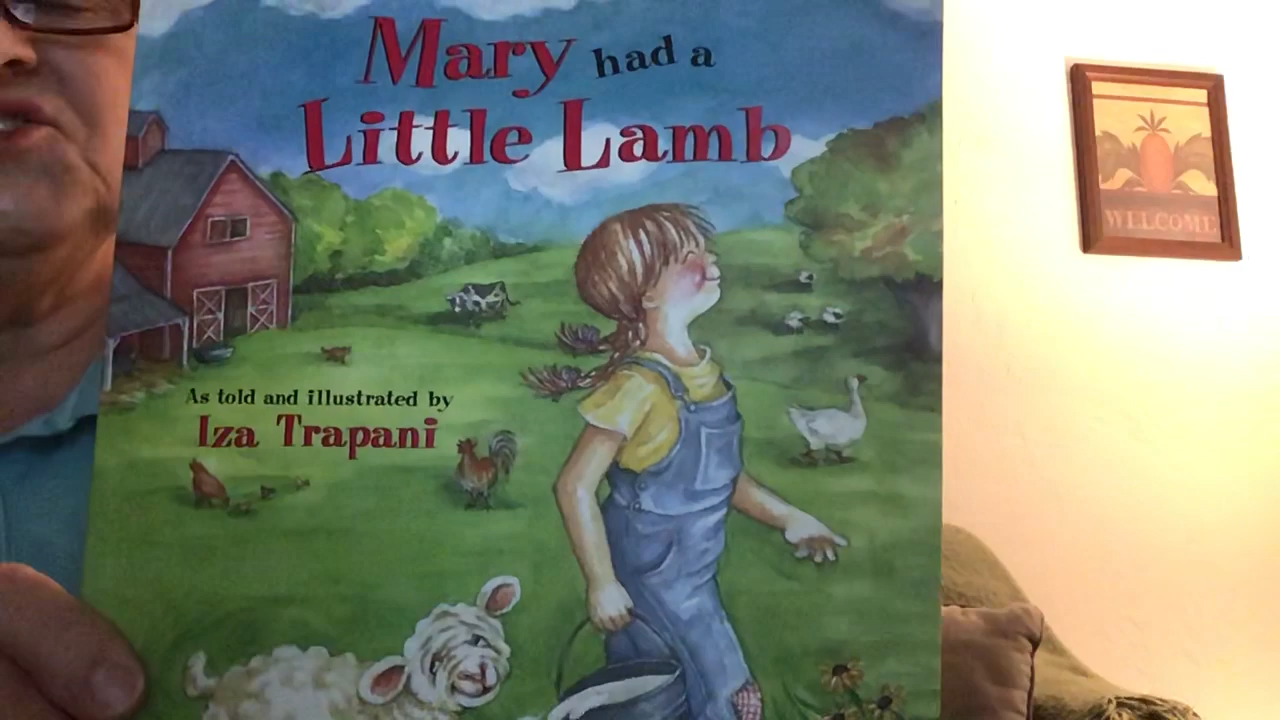 Mary had a
Little Lamb
As told and illustrated by
Iza Trapani
WELCOME